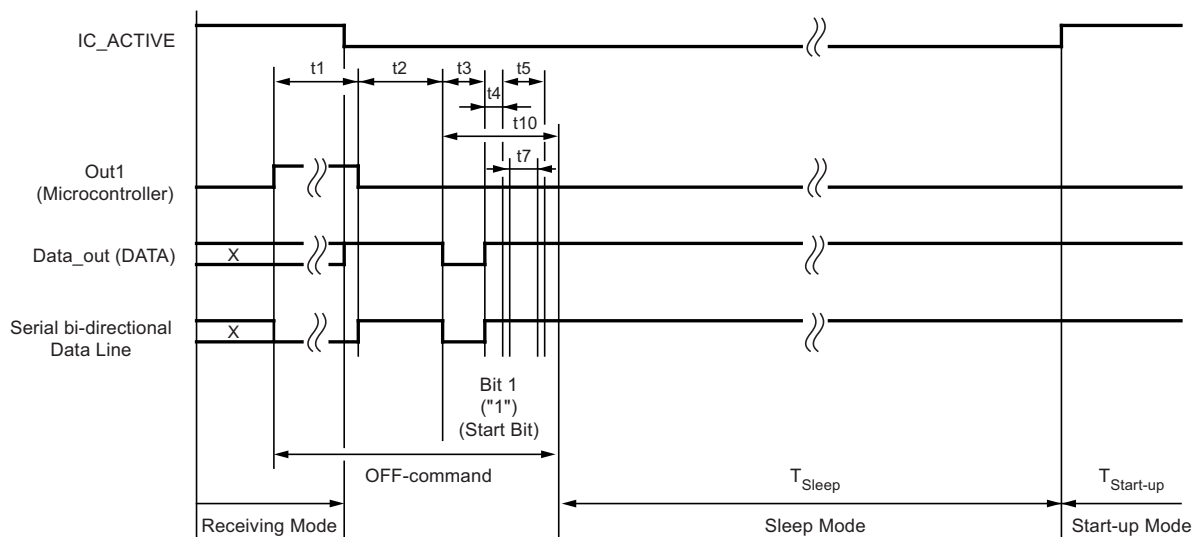 IC_ACTIVE
t1
t2
t3
t5
t4
t10
t7
Out1
(Microcontroller)
Data_out (DATA)
X
Serial bi-directional
Data Line
X
Bit 1
("1")
(Start Bit)
OFF-command
TSleep
TStart-up
Receiving Mode
Sleep Mode
Start-up Mode